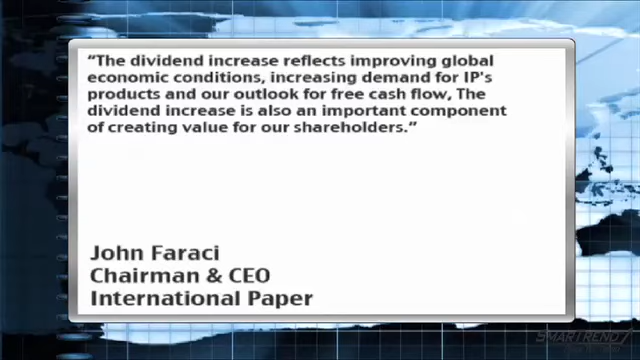 “The dividend increase reflects improving global
economic conditions, increasing demand for IP's
products and our outlook for free cash flow, The
dividend increase is also an important component
of creating value for our shareholders.”
John Faraci
Chairman & CEO
International Paper
SMARTREND